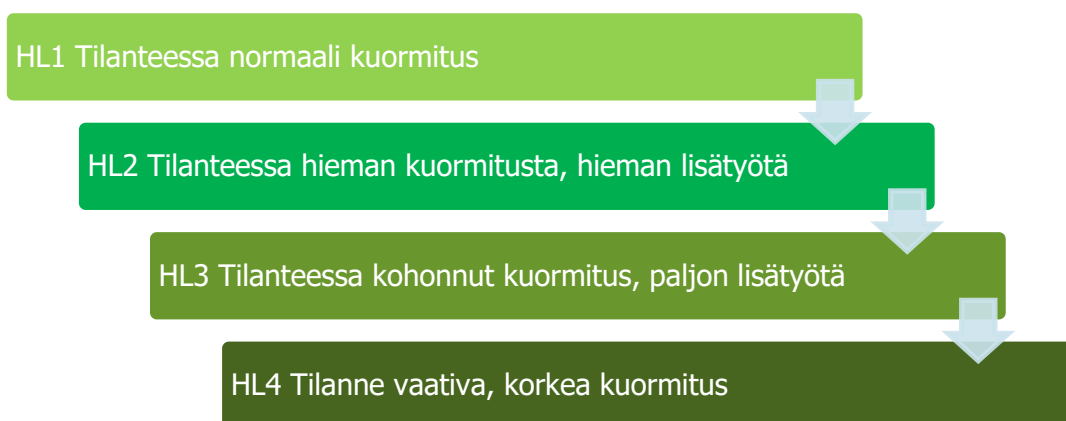 HL1 Tilanteessa normaali kuormitus
HL2 Tilanteessa hieman kuormitusta, hieman lisätyötä
HL3 Tilanteessa kohonnut kuormitus, paljon lisätyötä
HL4 Tilanne vaativa, korkea kuormitus